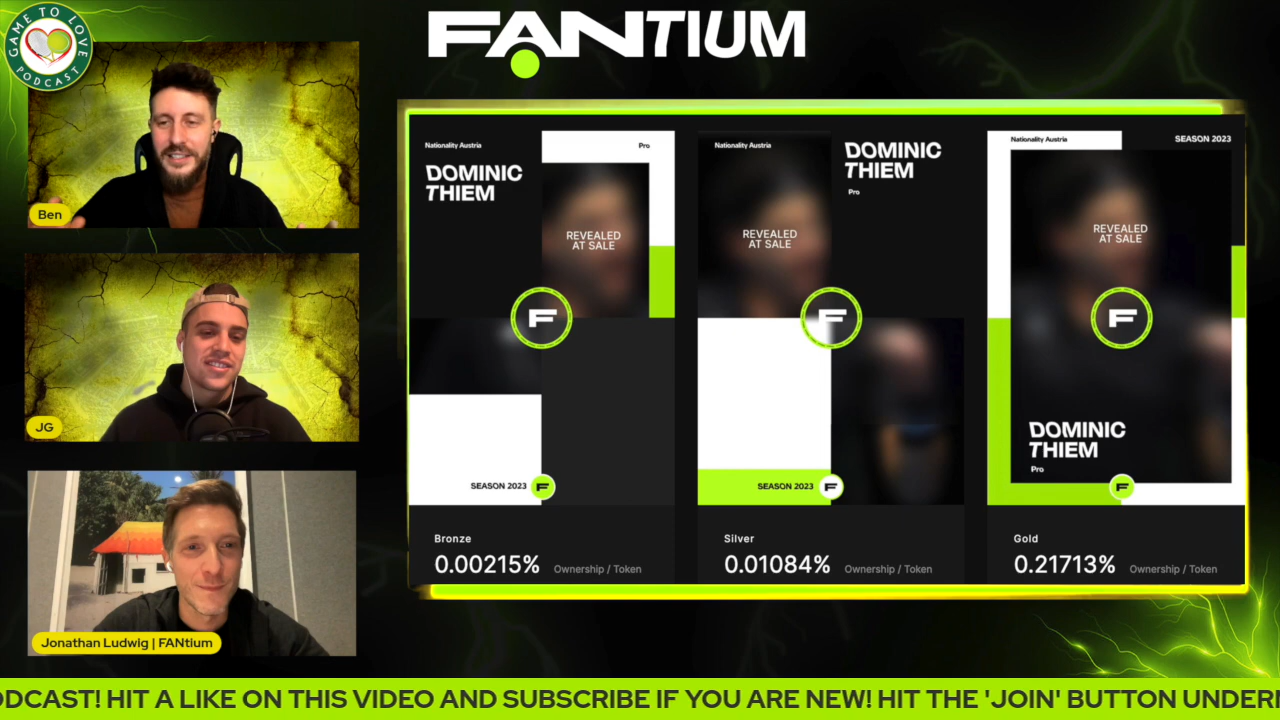 GAME TO LOVE
PODCAST
FANTIUM
Ben
JG
Jonathan Ludwig | FANtium
Nationality Austria
Pro
DOMINIC
THIEM
REVEALED
AT SALE
F
SEASON 2023
F
Bronze
0.00215%
Ownership / Token
Nationality Austria
DOMINIC
THIEM
Pro
REVEALED
AT SALE
F
SEASON 2023
F
Silver
0.01084%
Ownership / Token
Nationality Austria
SEASON 2023
REVEALED
AT SALE
F
DOMINIC
THIEM
Pro
F
Gold
0.21713%
Ownership / Token
ODCAST! HIT A LIKE ON THIS VIDEO AND SUBSCRIBE IF YOU ARE NEW! HIT THE 'JOIN' BUTTON UNDER